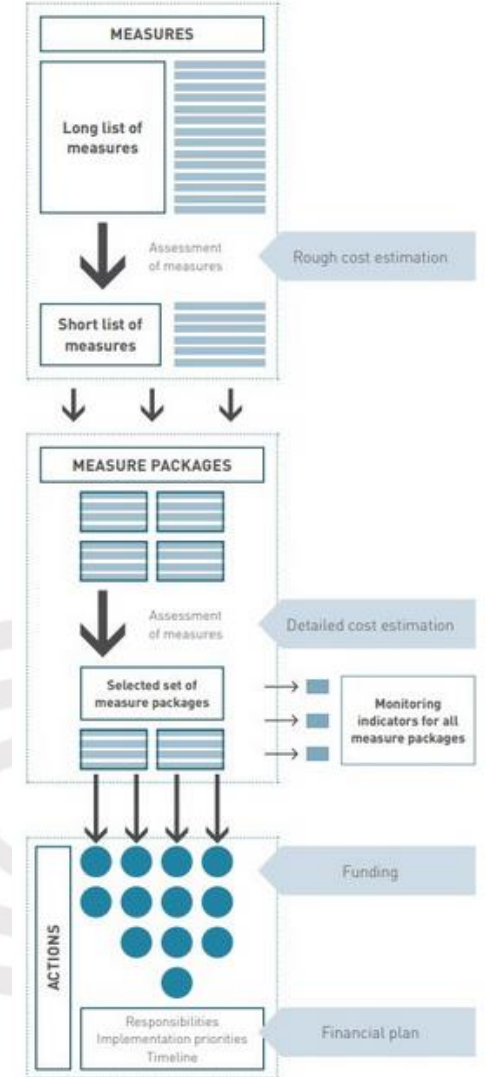 MEASURES
Long list of
measures
Assessment
of measures
Rough cost estimation
Short list of
measures
MEASURE PACKAGES
Assessment
of measures
Detailed cost estimation
Selected set of
measure packages
Monitoring
indicators for all
measure packages
Funding
ACTIONS
Responsibilities
Implementation priorities
Timeline
Financial plan